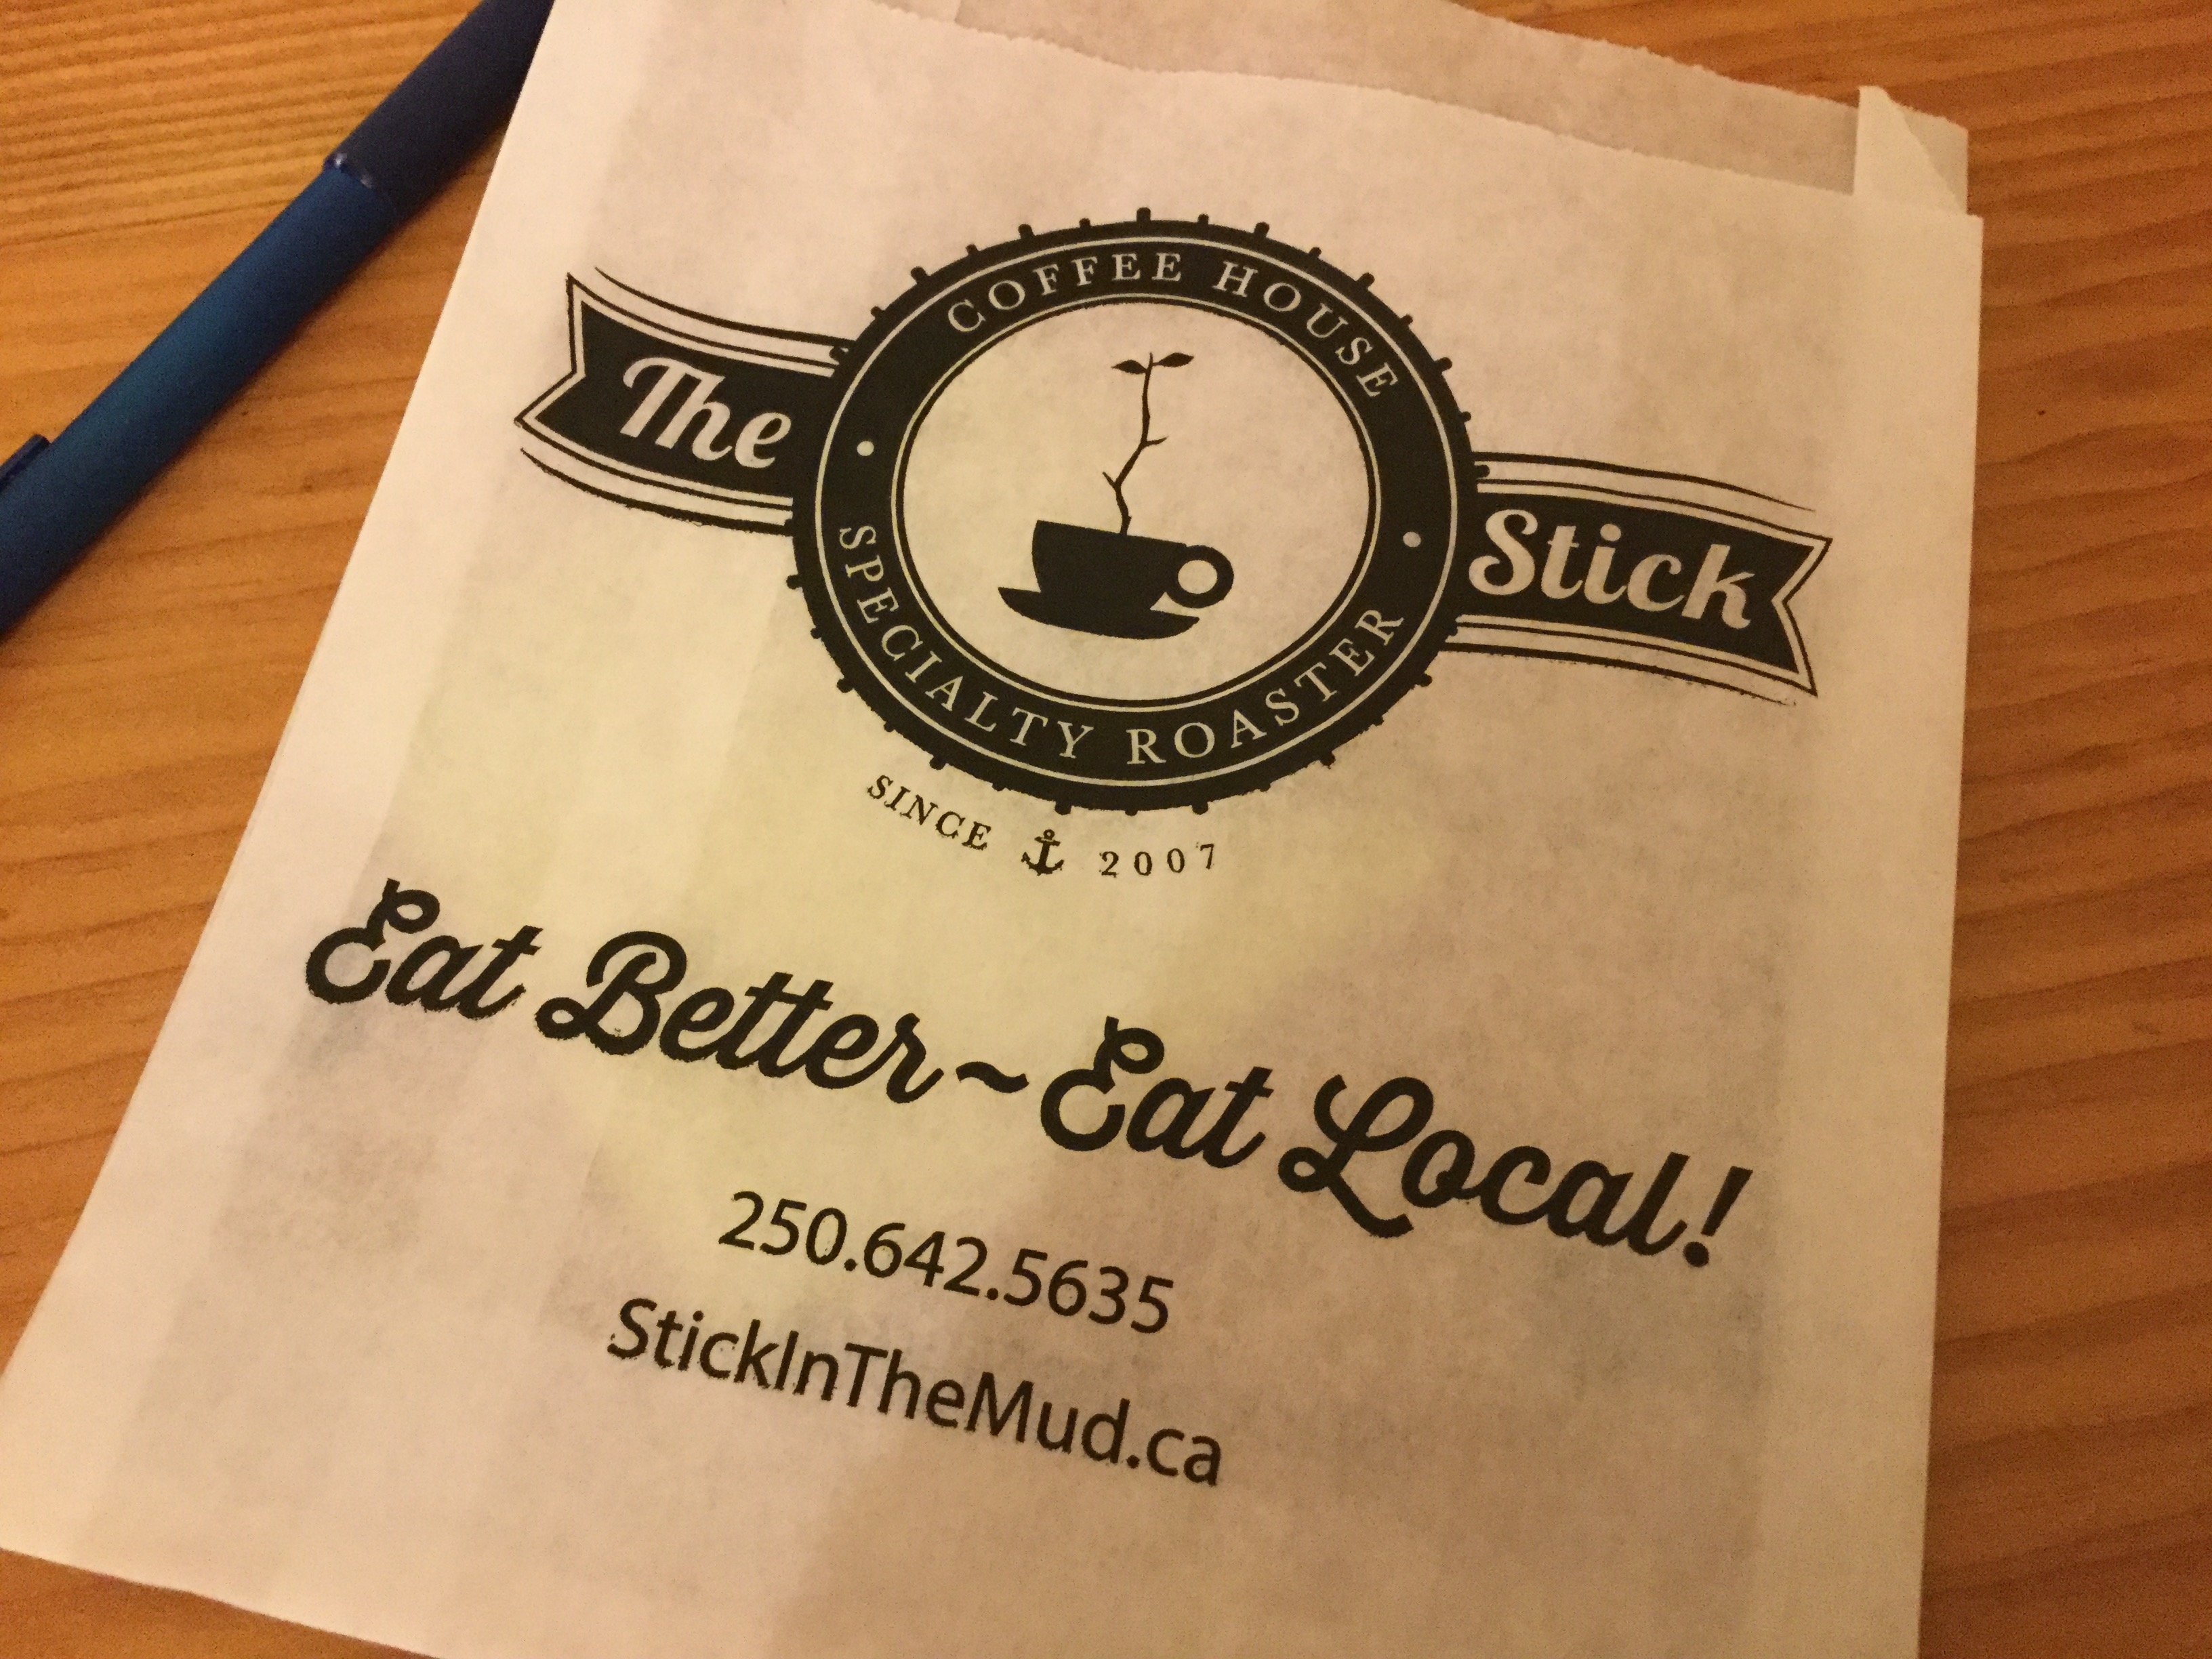 COFFEE HOUSE
The Stick
SPECIALTY ROASTER
SINCE 2007
Eat Better~Eat Local!
250.642.5635
StickInTheMud.ca